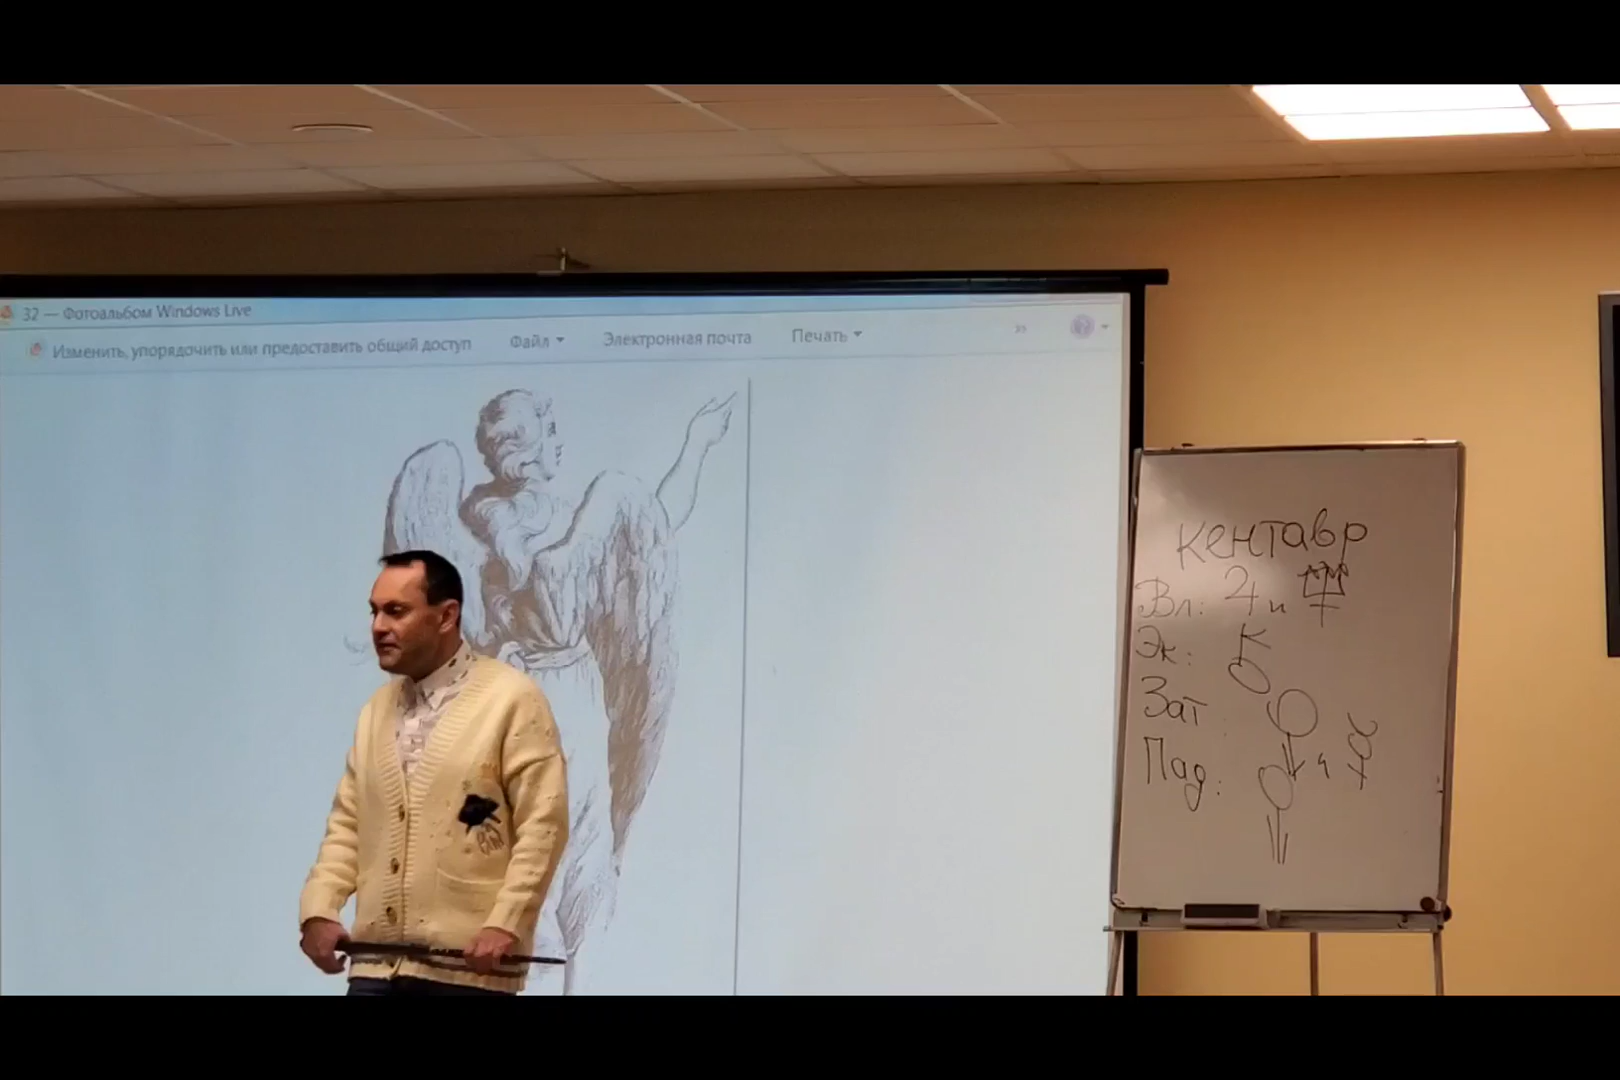 32 — Фотоальбом Windows Live
Изменить, упорядочить или предоставить общий доступ Файл Электронная почта Печать
кентавр
Вл: ♃ и
Эк:
Зат
Пад: